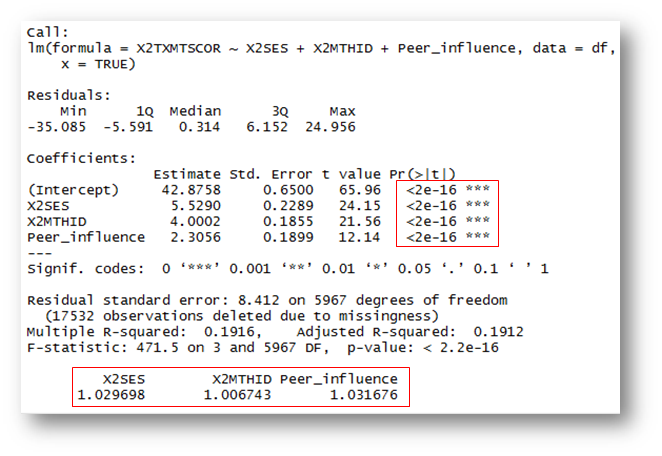 Call:
lm(formula = X2TXMTSCOR ~ X2SES + X2MTHID + Peer_influence, data = df,
    x = TRUE)
Residuals:
    Min      1Q  Median      3Q     Max
-35.085  -5.591   0.314   6.152  24.956
Coefficients:
               Estimate Std. Error t value Pr(>|t|)
(Intercept)     42.8758     0.6500   65.96   <2e-16 ***
X2SES            5.5290     0.2289   24.15   <2e-16 ***
X2MTHID          4.0002     0.1855   21.56   <2e-16 ***
Peer_influence   2.3056     0.1899   12.14   <2e-16 ***
---
Signif. codes:  0 ‘***’ 0.001 ‘**’ 0.01 ‘*’ 0.05 ‘.’ 0.1 ‘ ’ 1
Residual standard error: 8.412 on 5967 degrees of freedom
  (17532 observations deleted due to missingness)
Multiple R-squared:  0.1916,    Adjusted R-squared:  0.1912
F-statistic: 471.5 on 3 and 5967 DF,  p-value: < 2.2e-16
X2SES        X2MTHID Peer_influence
1.029698       1.006743       1.031676